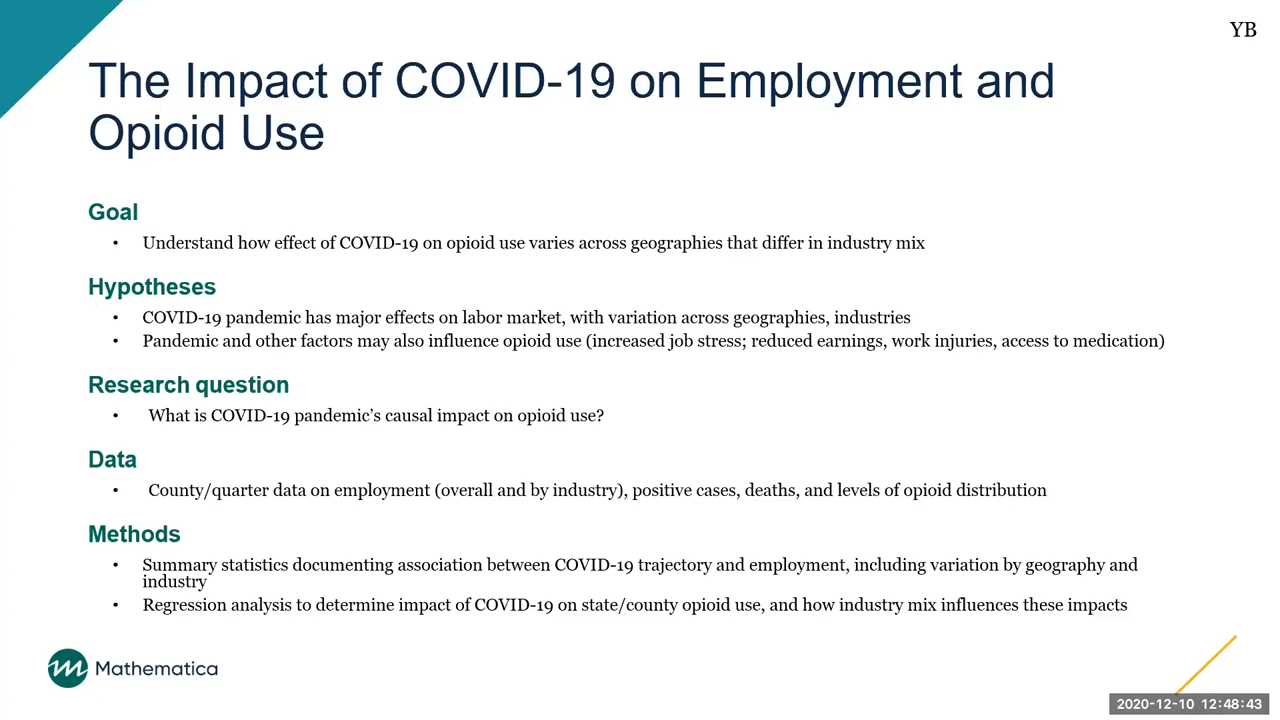 YB
The Impact of COVID-19 on Employment and
Opioid Use
Goal
• Understand how effect of COVID-19 on opioid use varies across geographies that differ in industry mix
Hypotheses
• COVID-19 pandemic has major effects on labor market, with variation across geographies, industries
• Pandemic and other factors may also influence opioid use (increased job stress; reduced earnings, work injuries, access to medication)
Research question
• What is COVID-19 pandemic’s causal impact on opioid use?
Data
• County/quarter data on employment (overall and by industry), positive cases, deaths, and levels of opioid distribution
Methods
• Summary statistics documenting association between COVID-19 trajectory and employment, including variation by geography and
industry
• Regression analysis to determine impact of COVID-19 on state/county opioid use, and how industry mix influences these impacts
Mathematica
2020-12-10 12:48:43